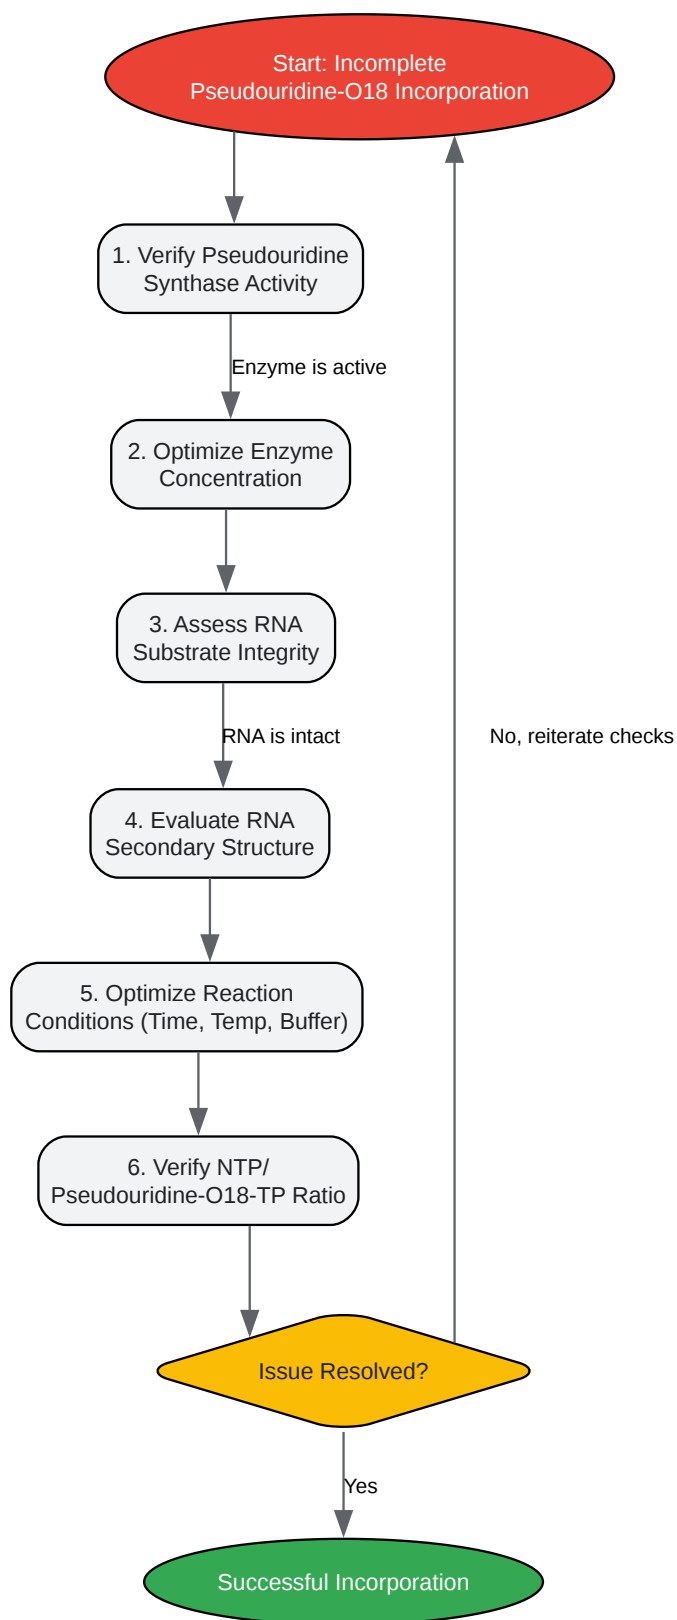 Start: Incomplete
Pseudouridine-O18 Incorporation
1. Verify Pseudouridine
Synthase Activity
Enzyme is active
2. Optimize Enzyme
Concentration
3. Assess RNA
Substrate Integrity
RNA is intact
No, reiterate checks
4. Evaluate RNA
Secondary Structure
5. Optimize Reaction
Conditions (Time, Temp, Buffer)
6. Verify NTP/
Pseudouridine-O18-TP Ratio
Issue Resolved?
Yes
Successful Incorporation